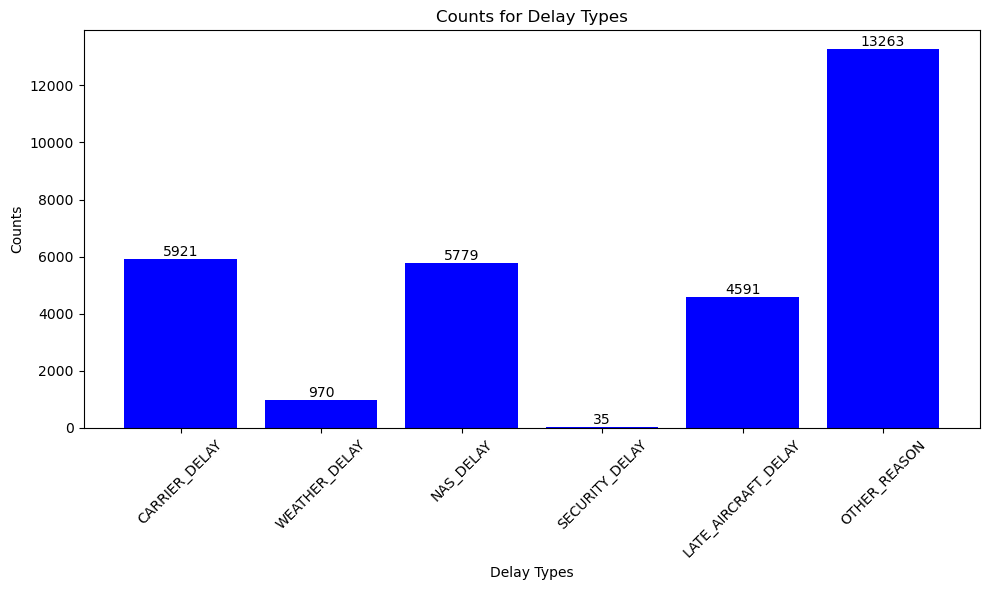 Counts for Delay Types
Counts
12000
10000
8000
6000
4000
2000
0
5921
970
5779
35
4591
13263
CARRIER_DELAY
WEATHER_DELAY
NAS_DELAY
SECURITY_DELAY
LATE_AIRCRAFT_DELAY
OTHER_REASON
Delay Types